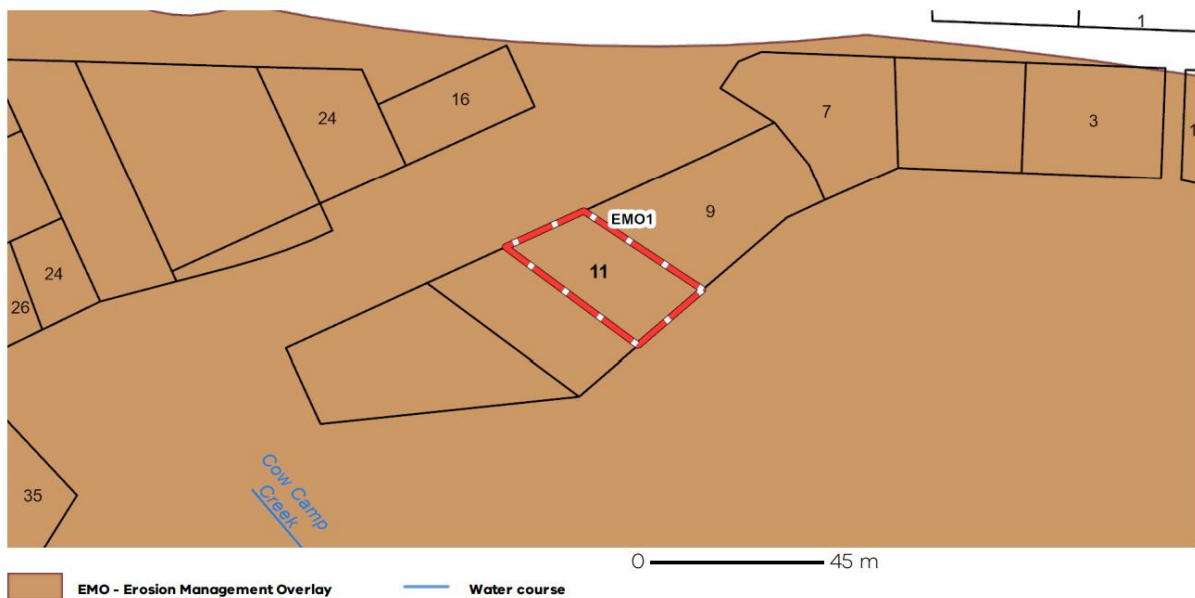 1
24
16
7
3
1
9
EMO1
11
24
26
35
Cow Camp
Creek
0 45 m
EMO - Erosion Management Overlay
Water course